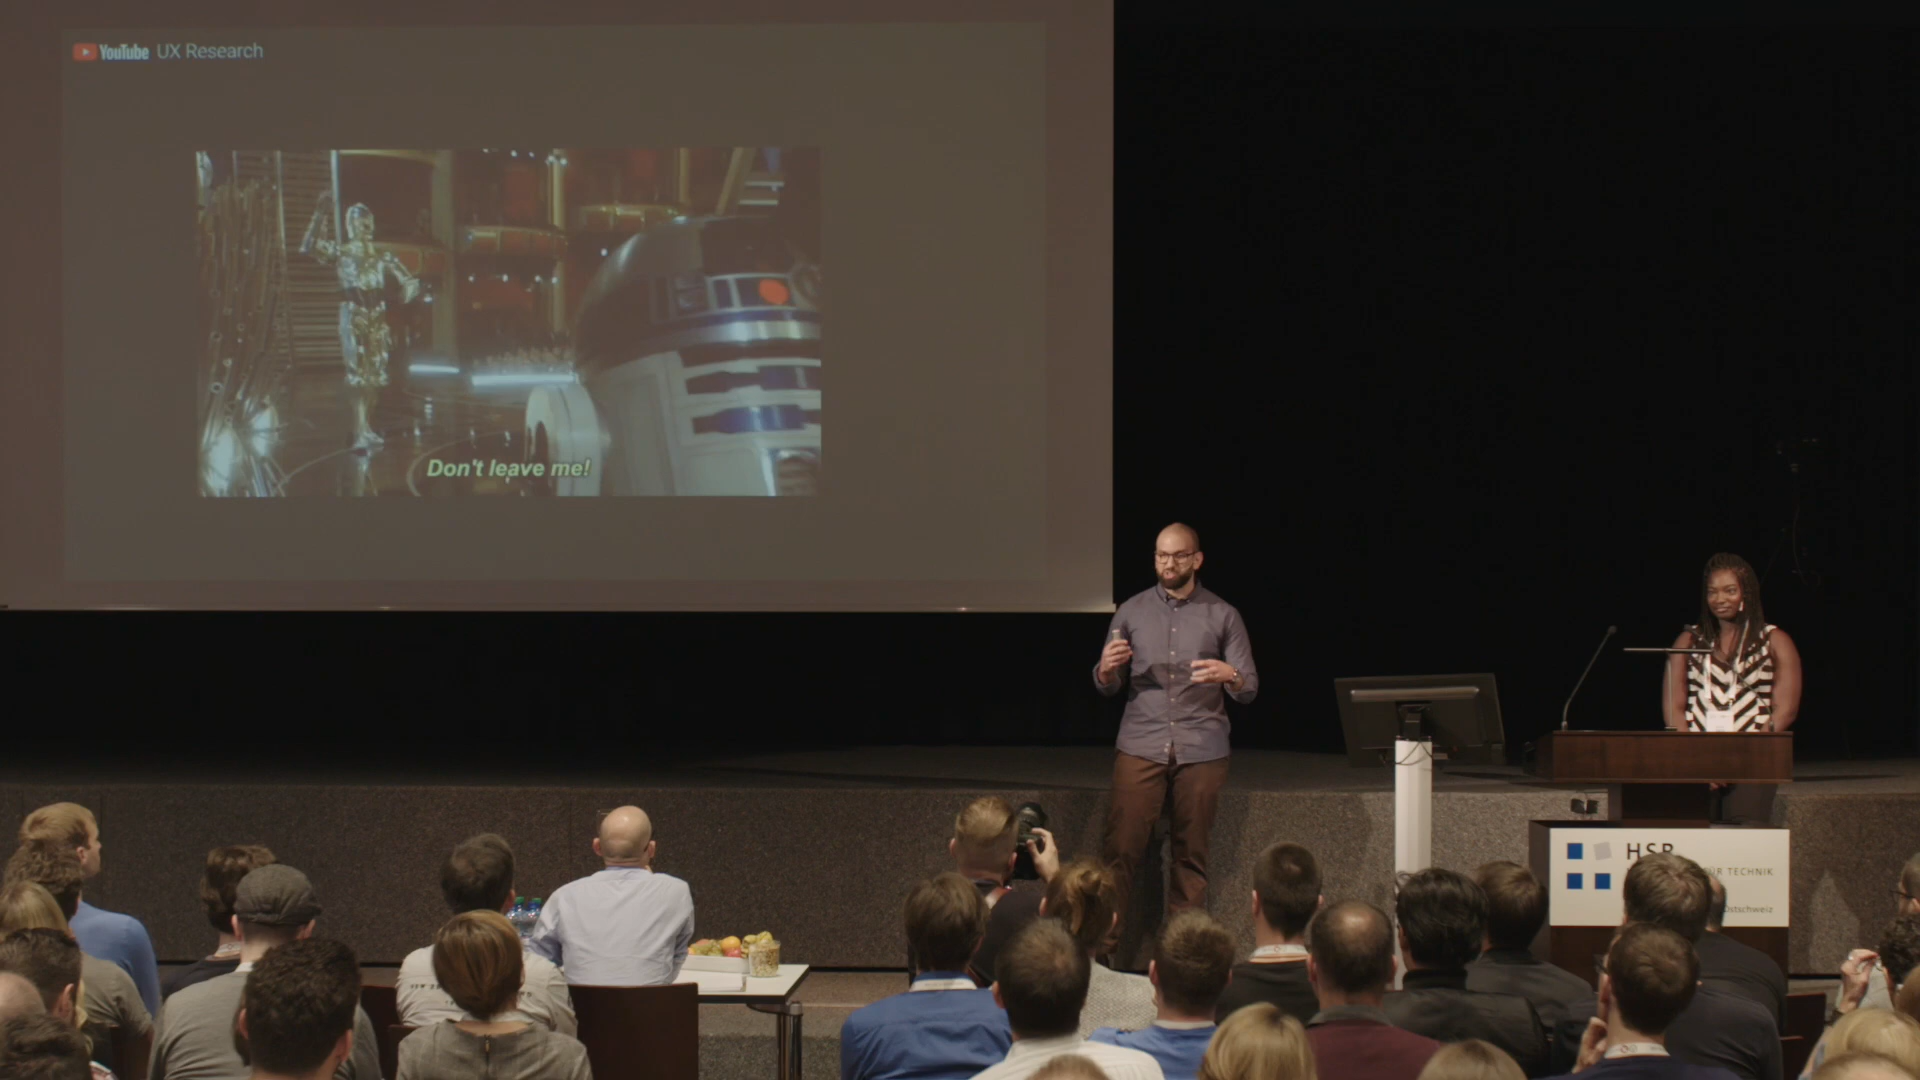 YouTube UX Research
Don't leave me!
HSR
ÜR TECHNIK
Ostschweiz